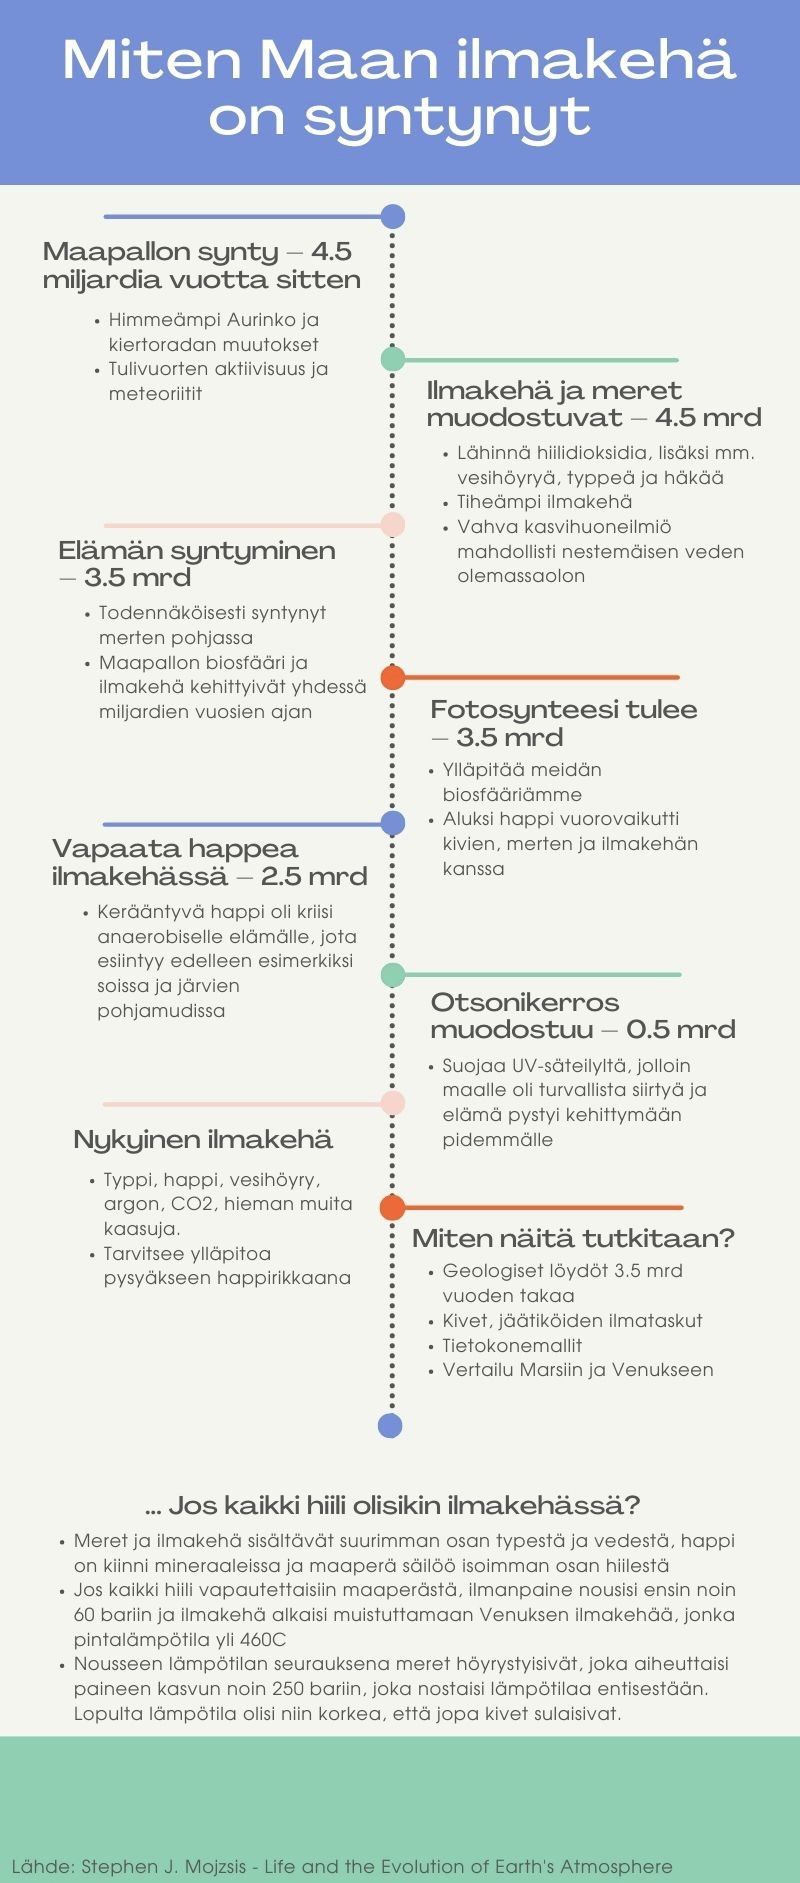 Miten Maan ilmakehä
on syntynyt
Maapallon synty – 4.5
miljardia vuotta sitten
• Himmeämpi Aurinko ja
kiertoradan muutokset
• Tulivuorten aktiivisuus ja
meteoriitit
Ilmakehä ja meret
muodostuvat – 4.5 mrd
• Lähinnä hiilidioksidia, lisäksi mm.
vesihöyryä, typpeä ja häkää
• Tiheämpi ilmakehä
• Vahva kasvihuoneilmiö
mahdollisti nestemäisen veden
olemassaolon
Elämän syntyminen
– 3.5 mrd
• Todennäköisesti syntynyt
merten pohjassa
• Maapallon biosfääri ja
ilmakehä kehittyivät yhdessä
miljardien vuosien ajan
Fotosynteesi tulee
– 3.5 mrd
• Ylläpitää meidän
biosfääriämme
• Aluksi happi vuorovaikutti
kivien, merten ja ilmakehän
kanssa
Vapaata happea
ilmakehässä – 2.5 mrd
• Kerääntyvä happi oli kriisi
anaerobiselle elämälle, jota
esiintyy edelleen esimerkiksi
soissa ja järvien
pohjamudissa
Otsonikerros
muodostuu – 0.5 mrd
• Suojaa UV-säteilyltä, jolloin
maalle oli turvallista siirtyä ja
elämä pystyi kehittymään
pidemmälle
Nykyinen ilmakehä
• Typpi, happi, vesihöyry,
argon, CO2, hieman muita
kaasuja.
• Tarvitsee ylläpitoa
pysyäkseen happirikkaana
Miten näitä tutkitaan?
• Geologiset löydöt 3.5 mrd
vuoden takaa
• Kivet, jäätiköiden ilmataskut
• Tietokonemallit
• Vertailu Marsiin ja Venukseen
... Jos kaikki hiili olisikin ilmakehässä?
• Meret ja ilmakehä sisältävät suurimman osan typestä ja vedestä, happi
on kiinni mineraaleissa ja maaperä säilöö isoimman osan hiilestä
• Jos kaikki hiili vapautettaisiin maaperästä, ilmanpaine nousisi ensin noin
60 bariin ja ilmakehä alkaisi muistuttamaan Venuksen ilmakehää, jonka
pintalämpötila yli 460C
• Nousseen lämpötilan seurauksena meret höyrystyisivät, joka aiheuttaisi
paineen kasvun noin 250 bariin, joka nostaisi lämpötilaa entisestään.
Lopulta lämpötila olisi niin korkea, että jopa kivet sulaisivat.
Lähde: Stephen J. Mojzsis - Life and the Evolution of Earth's Atmosphere